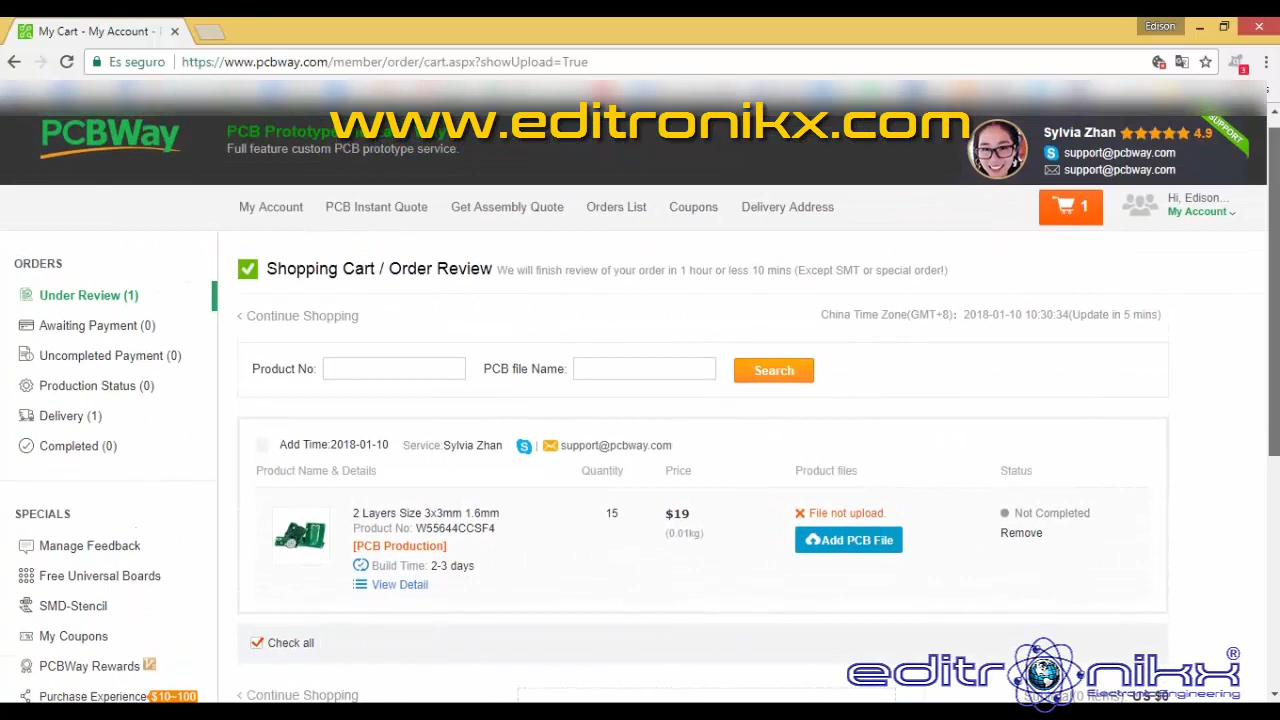 My Cart - My Account -
Edison
Es seguro
https://www.pcbway.com/member/order/cart.aspx?showUpload=True
3
www.editronikx.com
PCBWay
PCB Prototype
Full feature custom PCB prototype service.
Sylvia Zhan ★★★★★ 4.9
support@pcbway.com
support@pcbway.com
SUPPORT
My Account
PCB Instant Quote
Get Assembly Quote
Orders List
Coupons
Delivery Address
1
Hi, Edison...
My Account
ORDERS
Under Review (1)
Awaiting Payment (0)
Uncompleted Payment (0)
Production Status (0)
Delivery (1)
Completed (0)
SPECIALS
Manage Feedback
Free Universal Boards
SMD-Stencil
My Coupons
PCBWay Rewards
Purchase Experience $10~100
Shopping Cart / Order Review We will finish review of your order in 1 hour or less 10 mins (Except SMT or special order!)
< Continue Shopping
China Time Zone(GMT+8): 2018-01-10 10:30:34(Update in 5 mins)
Product No:
PCB file Name:
Search
Add Time:2018-01-10 Service:Sylvia Zhan | support@pcbway.com
Product Name & Details Quantity Price Product files Status
2 Layers Size 3x3mm 1.6mm
Product No: W55644CCSF4
[PCB Production]
Build Time: 2-3 days
View Detail
15
$19
(0.01kg)
File not upload.
Add PCB File
Not Completed
Remove
Check all
< Continue Shopping
US $0
editronikx®
Electronic Engineering